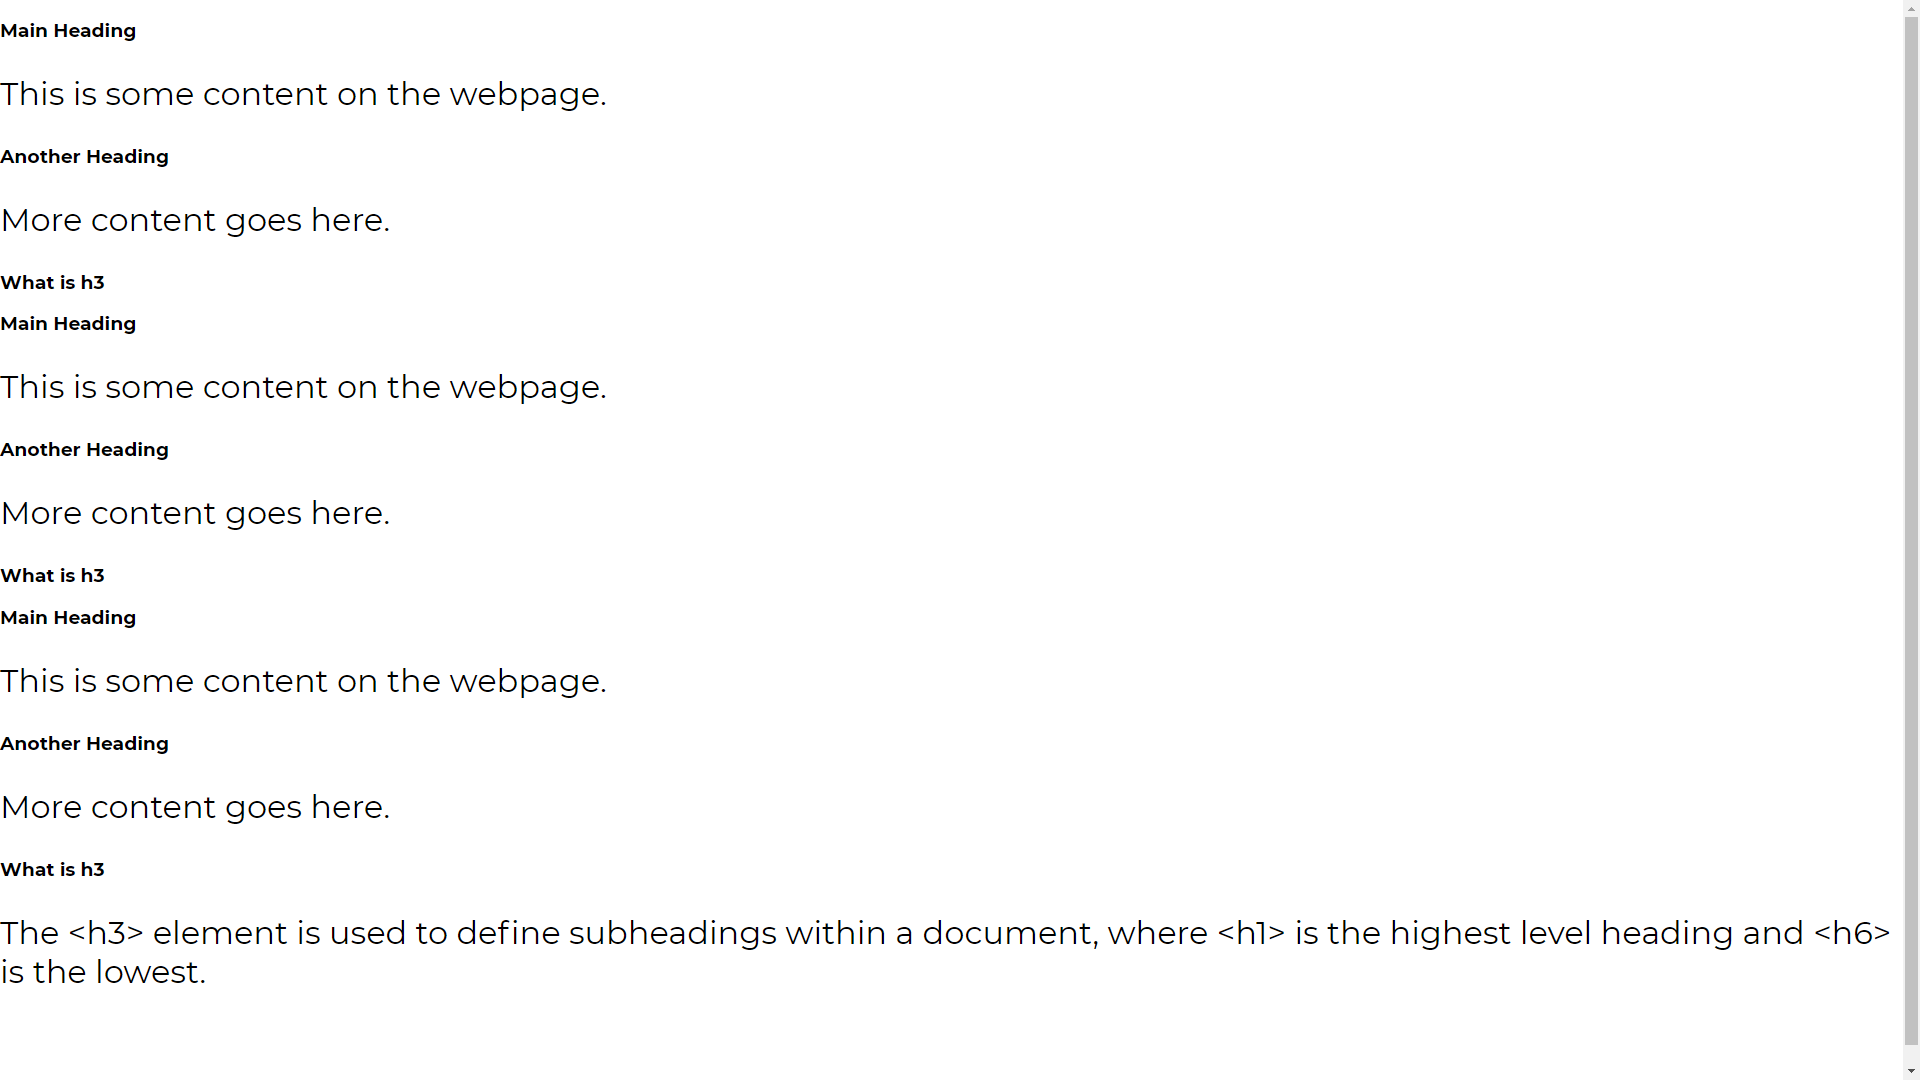 Main Heading
This is some content on the webpage.
Another Heading
More content goes here.
What is h3
Main Heading
This is some content on the webpage.
Another Heading
More content goes here.
What is h3
Main Heading
This is some content on the webpage.
Another Heading
More content goes here.
What is h3
The <h3> element is used to define subheadings within a document, where <h1> is the highest level heading and <h6>
is the lowest.